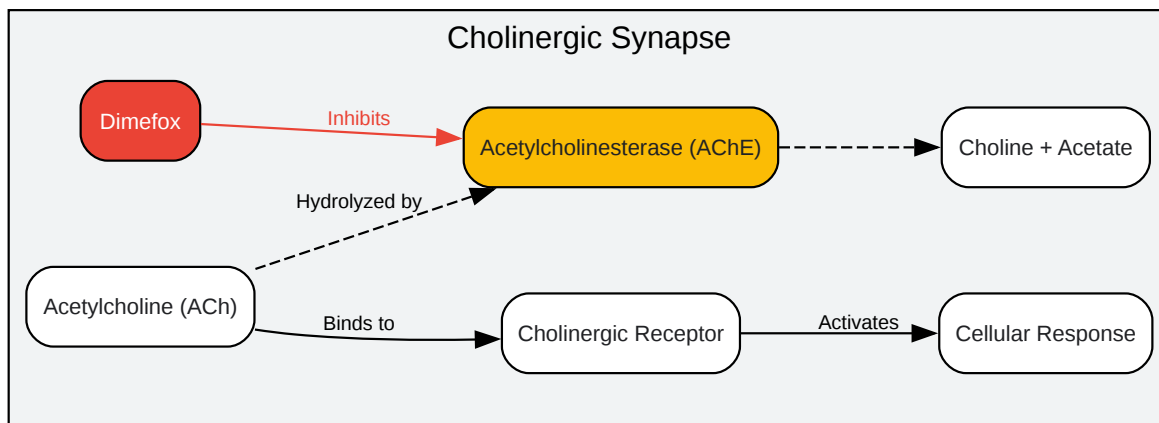 Cholinergic Synapse
Dimefox
Inhibits
Acetylcholinesterase (AChE)
Choline + Acetate
Hydrolyzed by
Acetylcholine (ACh)
Binds to
Cholinergic Receptor
Activates
Cellular Response